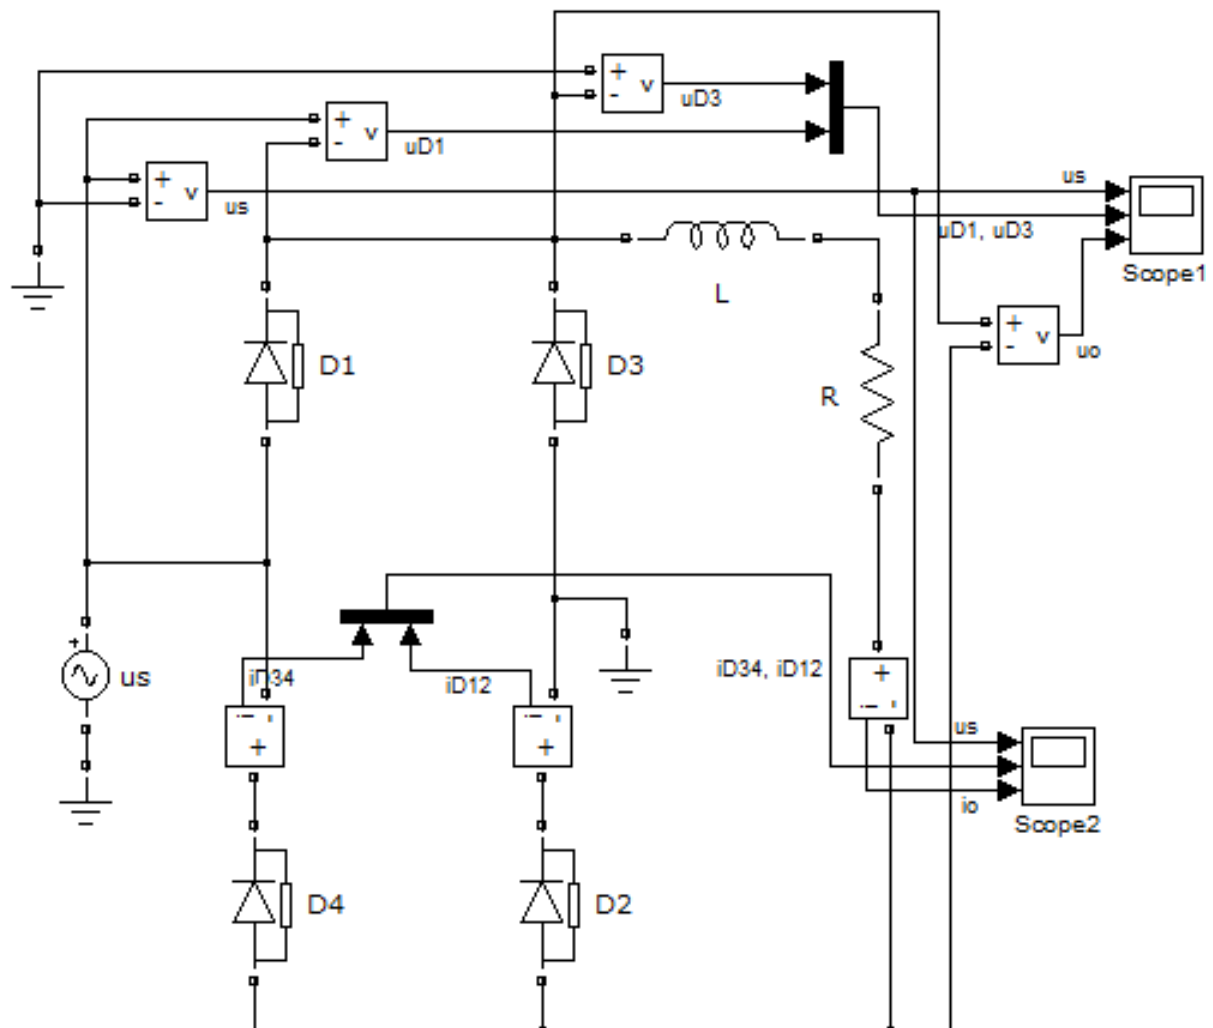 +
-
v
uD3
+
-
v
uD1
+
-
v
us
us
uD1, uD3
Scope1
L
+
-
v
uo
D1
D3
R
+
us
iD34
iD12
iD34, iD12
+
i
-
i
-
+
i
-
+
us
io
Scope2
D4
D2